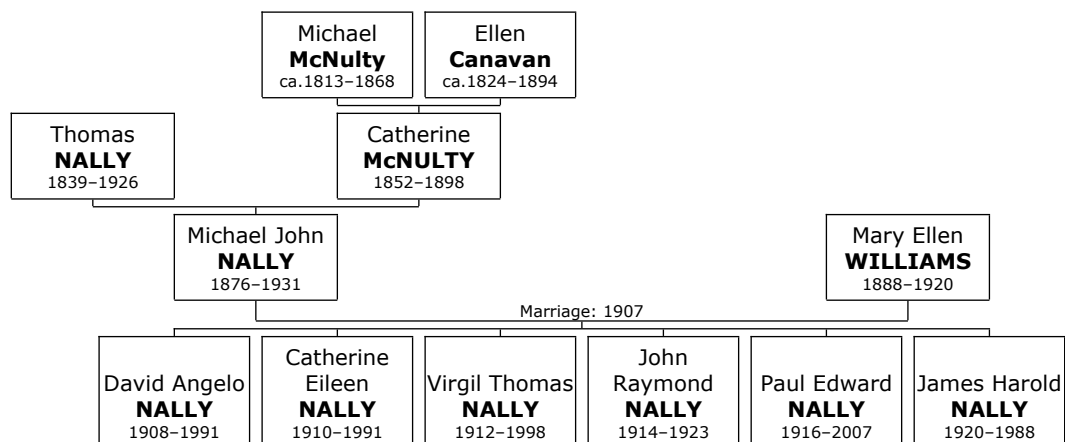 Michael
McNulty
ca.1813–1868
Ellen
Canavan
ca.1824–1894
Thomas
NALLY
1839–1926
Catherine
McNULTY
1852–1898
Michael John
NALLY
1876–1931
Mary Ellen
WILLIAMS
1888–1920
Marriage: 1907
David Angelo
NALLY
1908–1991
Catherine
Eileen
NALLY
1910–1991
Virgil Thomas
NALLY
1912–1998
John
Raymond
NALLY
1914–1923
Paul Edward
NALLY
1916–2007
James Harold
NALLY
1920–1988